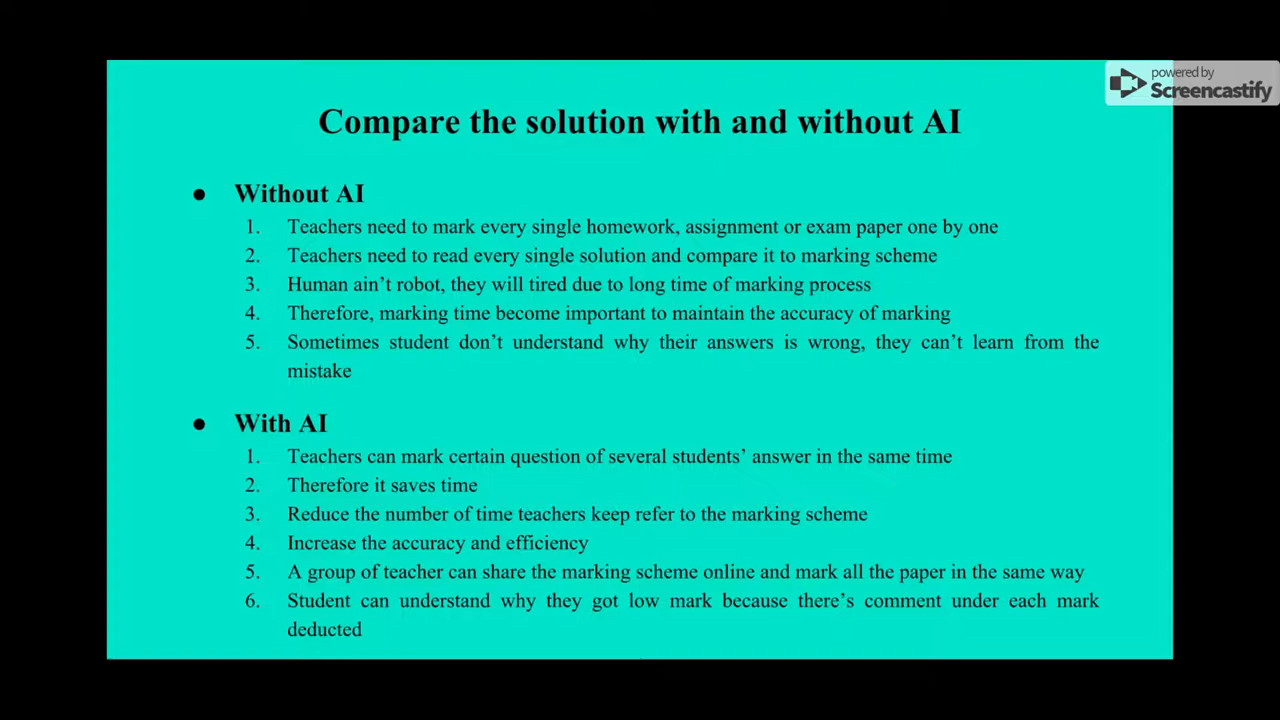 powered by
Screencastify
Compare the solution with and without AI
● Without AI
1. Teachers need to mark every single homework, assignment or exam paper one by one
2. Teachers need to read every single solution and compare it to marking scheme
3. Human ain't robot, they will tired due to long time of marking process
4. Therefore, marking time become important to maintain the accuracy of marking
5. Sometimes student don't understand why their answers is wrong, they can't learn from the
mistake
● With AI
1. Teachers can mark certain question of several students' answer in the same time
2. Therefore it saves time
3. Reduce the number of time teachers keep refer to the marking scheme
4. Increase the accuracy and efficiency
5. A group of teacher can share the marking scheme online and mark all the paper in the same way
6. Student can understand why they got low mark because there's comment under each mark
deducted